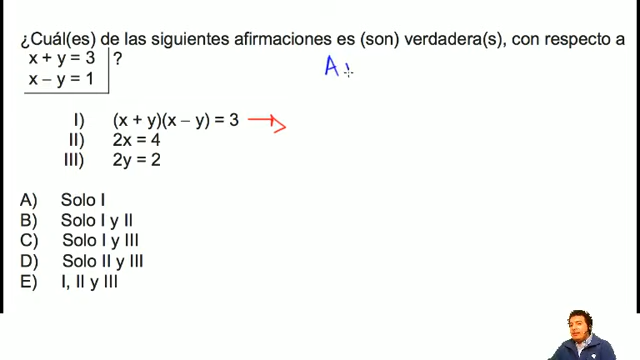 ¿Cuál(es) de las siguientes afirmaciones es (son) verdadera(s), con respecto a
x + y = 3 ?
x – y = 1
A
I) (x + y)(x – y) = 3
II) 2x = 4
III) 2y = 2
A) Solo I
B) Solo I y II
C) Solo I y III
D) Solo II y III
E) I, II y III